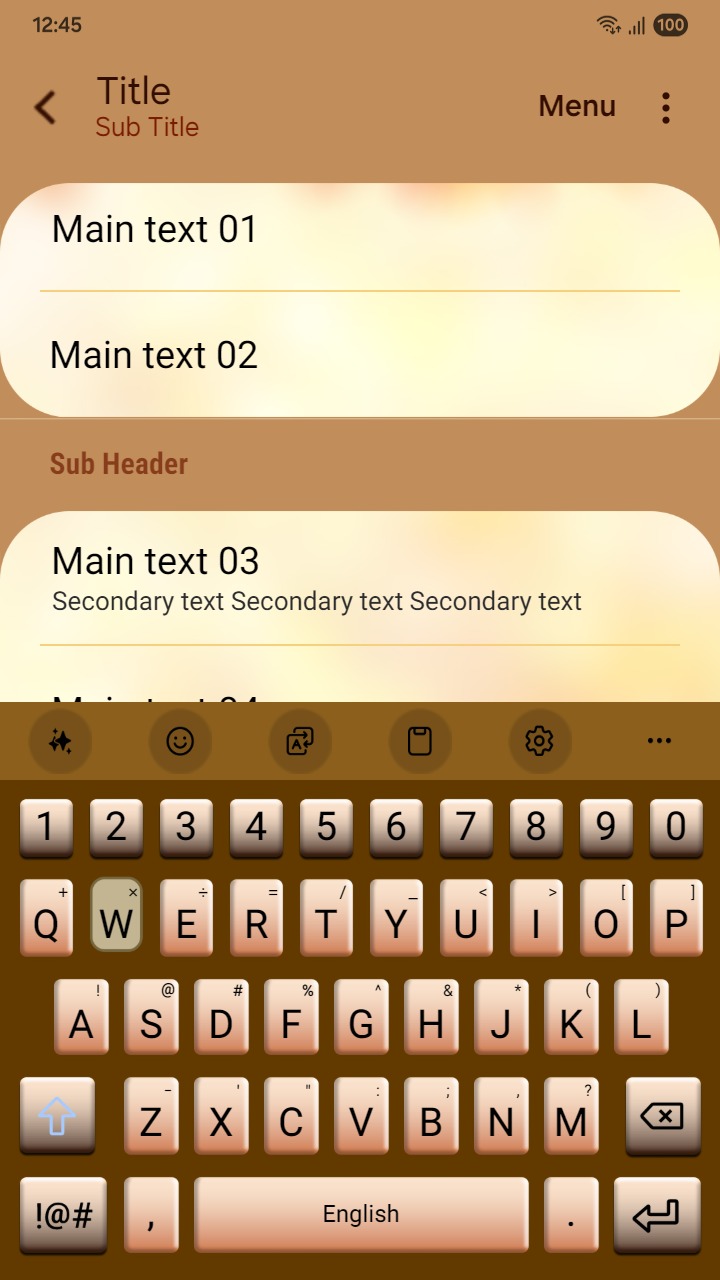 12:45
100
Title
Sub Title
Menu
Main text 01
Main text 02
Sub Header
Main text 03
Secondary text Secondary text Secondary text
1 2 3 4 5 6 7 8 9 0
+ × ÷ = / _ < > [ ]
Q W E R T Y U I O P
! @ # % ^ & * ( )
A S D F G H J K L
- ' " : ; , ?
Z X C V B N M
!@# , English .